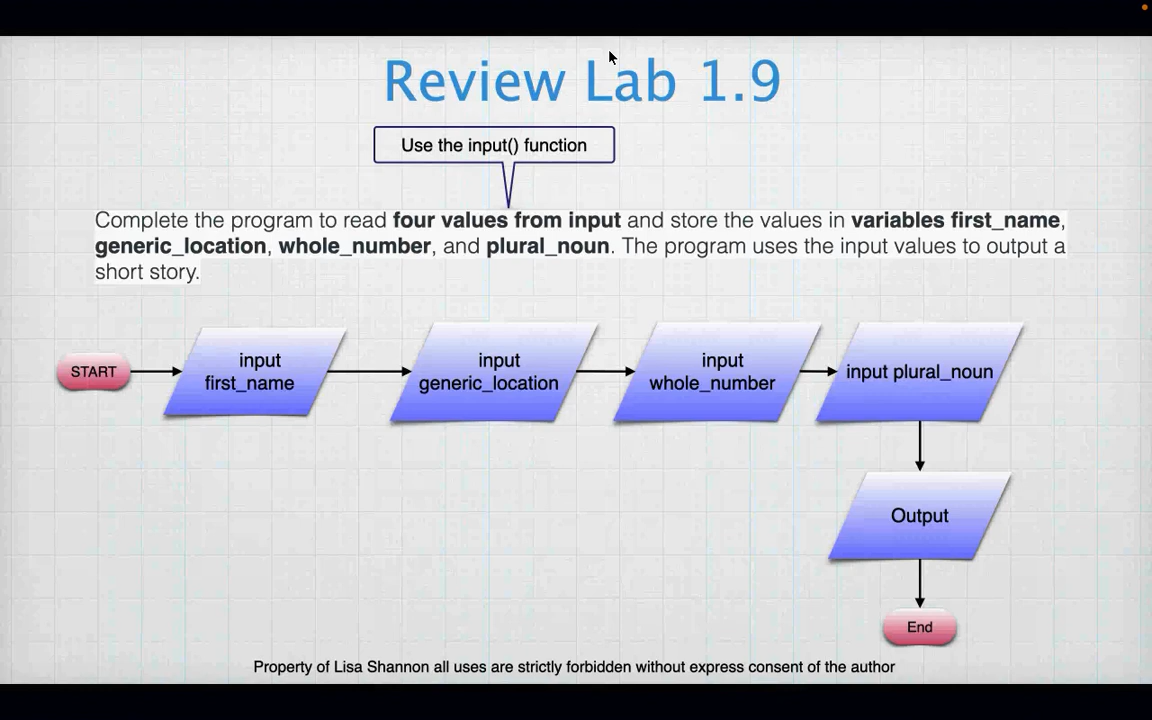 Review Lab 1.9
Use the input() function
Complete the program to read four values from input and store the values in variables first_name,
generic_location, whole_number, and plural_noun. The program uses the input values to output a
short story.
START
input
first_name
input
generic_location
input
whole_number
input plural_noun
Output
End
Property of Lisa Shannon all uses are strictly forbidden without express consent of the author